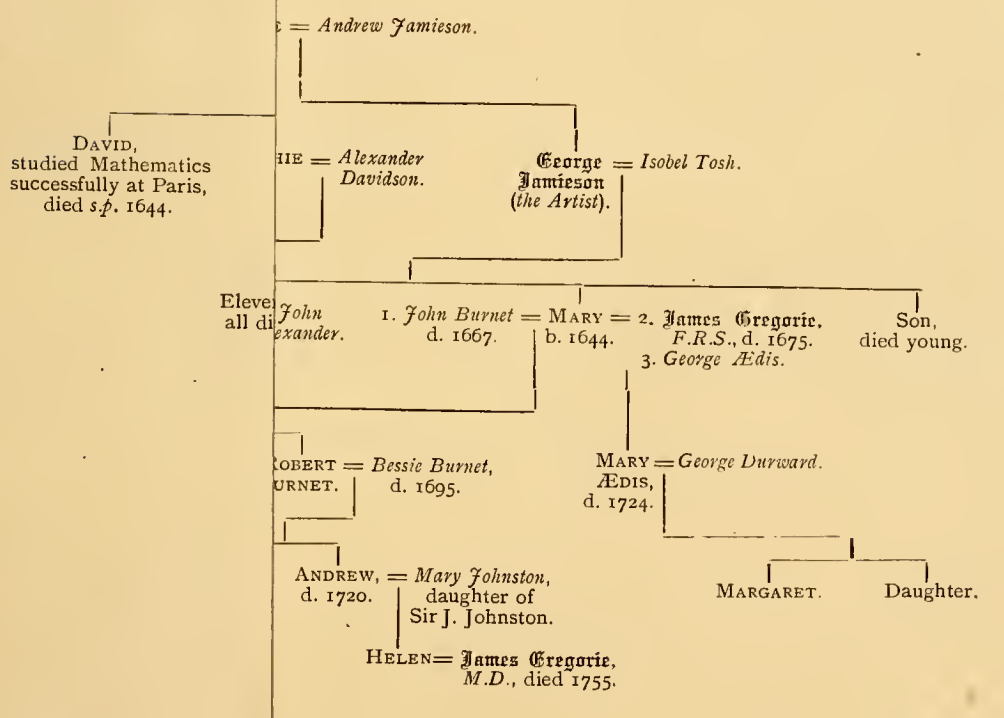 = Andrew Jamieson.
DAVID,
studied Mathematics
successfully at Paris,
died s.p. 1644.
HIE = Alexander
Davidson.
George
Jamieson
(the Artist).
= Isobel Tosh.
Eleve
all di
John
exander.
1. John Burnet = MARY = 2. James Gregorie,
d. 1667. b. 1644. F.R.S., d. 1675.
3. George Ædis.
Son,
died young.
OBERT = Bessie Burnet,
URNET. d. 1695.
MARY = George Durward.
ÆDIS,
d. 1724.
ANDREW, = Mary Johnston,
d. 1720. daughter of
Sir J. Johnston.
MARGARET. Daughter.
HELEN = James Gregorie,
M.D., died 1755.